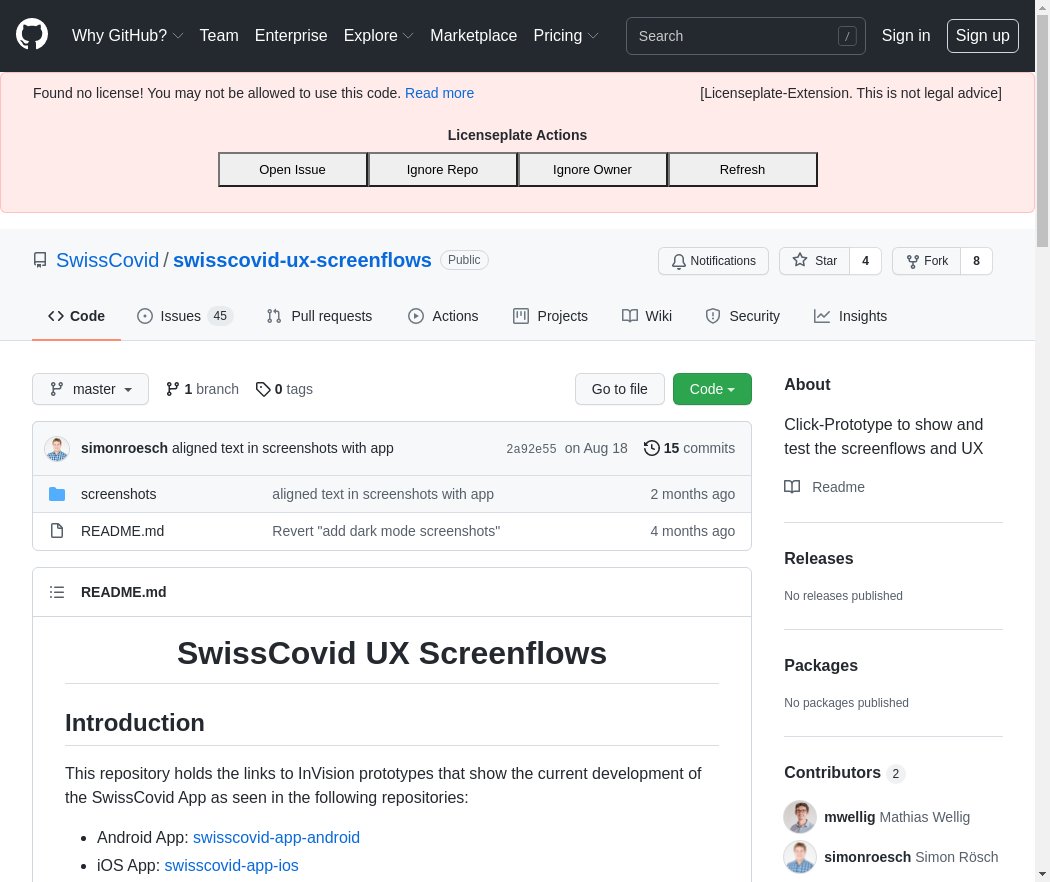 Why GitHub? Team Enterprise Explore Marketplace Pricing Search / Sign in Sign up
Found no license! You may not be allowed to use this code. Read more [Licenseplate-Extension. This is not legal advice]
Licenseplate Actions
Open Issue Ignore Repo Ignore Owner Refresh
SwissCovid / swisscovid-ux-screenflows Public Notifications Star 4 Fork 8
Code Issues 45 Pull requests Actions Projects Wiki Security Insights
master 1 branch 0 tags Go to file Code
simonroesch aligned text in screenshots with app 2a92e55 on Aug 18 15 commits
screenshots aligned text in screenshots with app 2 months ago
README.md Revert "add dark mode screenshots" 4 months ago
README.md
SwissCovid UX Screenflows
Introduction
This repository holds the links to InVision prototypes that show the current development of
the SwissCovid App as seen in the following repositories:
• Android App: swisscovid-app-android
• iOS App: swisscovid-app-ios
About
Click-Prototype to show and
test the screenflows and UX
Readme
Releases
No releases published
Packages
No packages published
Contributors 2
mwellig Mathias Wellig
simonroesch Simon Rösch